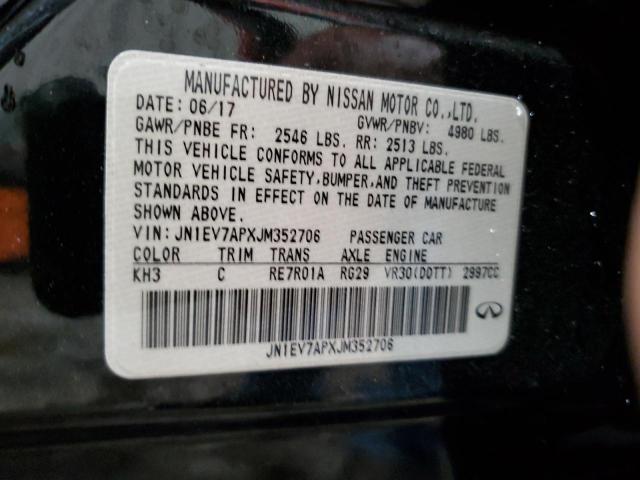 MANUFACTURED BY NISSAN MOTOR CO.,LTD.
DATE: 06/17 GVWR/PNBV: 4980 LBS.
GAWR/PNBE FR: 2546 LBS. RR: 2513 LBS.
THIS VEHICLE CONFORMS TO ALL APPLICABLE FEDERAL
MOTOR VEHICLE SAFETY,BUMPER,AND THEFT PREVENTION
STANDARDS IN EFFECT ON THE DATE OF MANUFACTURE
SHOWN ABOVE.
VIN: JN1EV7APXJM352706 PASSENGER CAR
COLOR TRIM TRANS AXLE ENGINE
KH3 C RE7R01A RG29 VR30(DDTT) 2997CC
JN1EV7APXJM352706